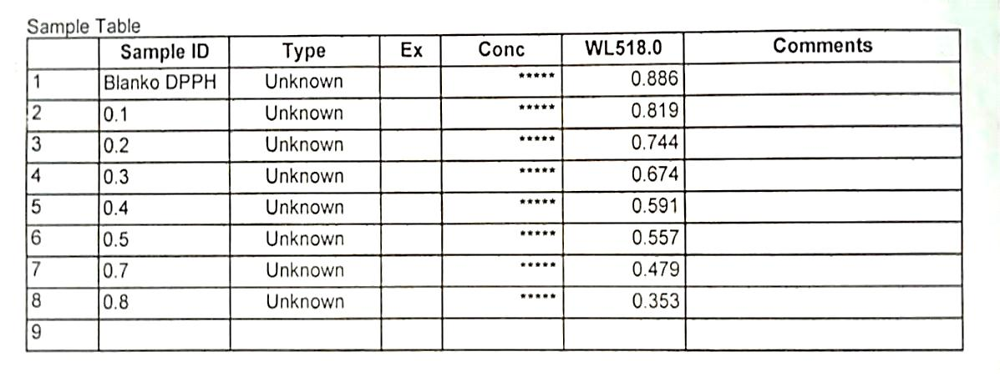 Sample Table
Sample ID Type Ex Conc WL518.0 Comments
1 Blanko DPPH Unknown ***** 0.886
2 0.1 Unknown ***** 0.819
3 0.2 Unknown ***** 0.744
4 0.3 Unknown ***** 0.674
5 0.4 Unknown ***** 0.591
6 0.5 Unknown ***** 0.557
7 0.7 Unknown ***** 0.479
8 0.8 Unknown ***** 0.353
9